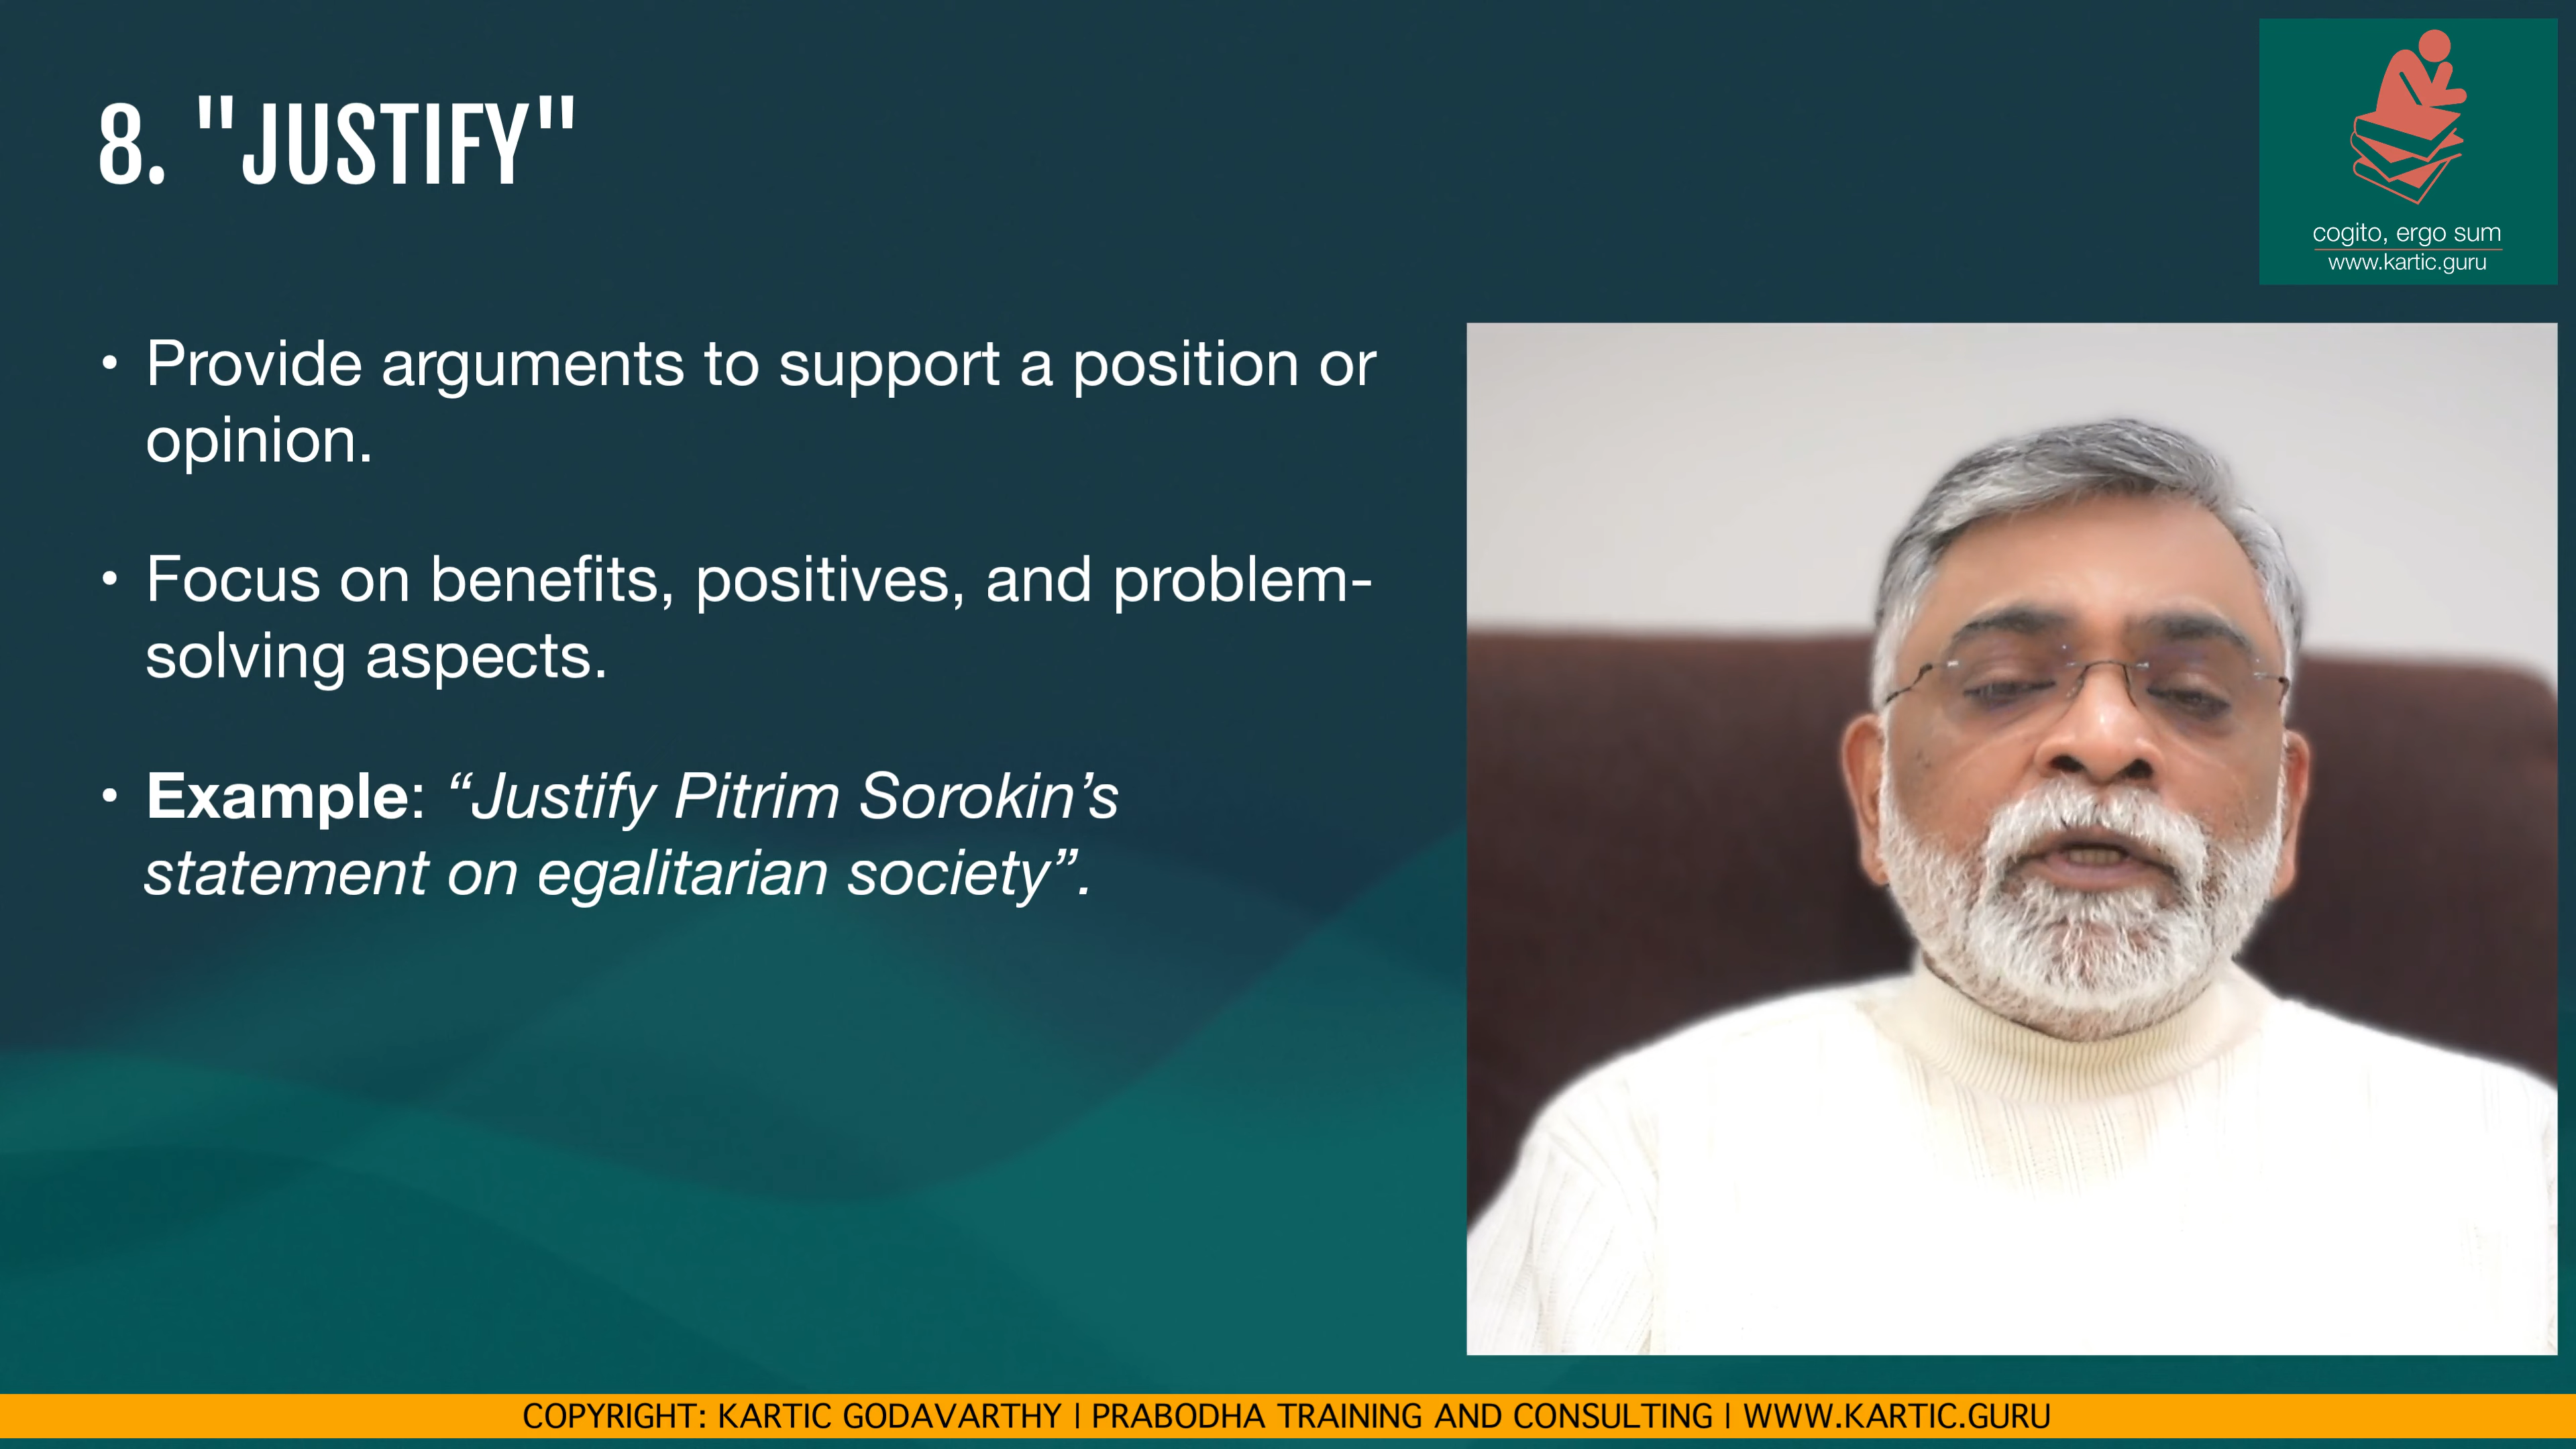 8. "JUSTIFY"
cogito, ergo sum
www.kartic.guru
• Provide arguments to support a position or
opinion.
• Focus on benefits, positives, and problem-
solving aspects.
• Example: “Justify Pitrim Sorokin’s
statement on egalitarian society”.
COPYRIGHT: KARTIC GODAVARTHY | PRABODHA TRAINING AND CONSULTING | WWW.KARTIC.GURU